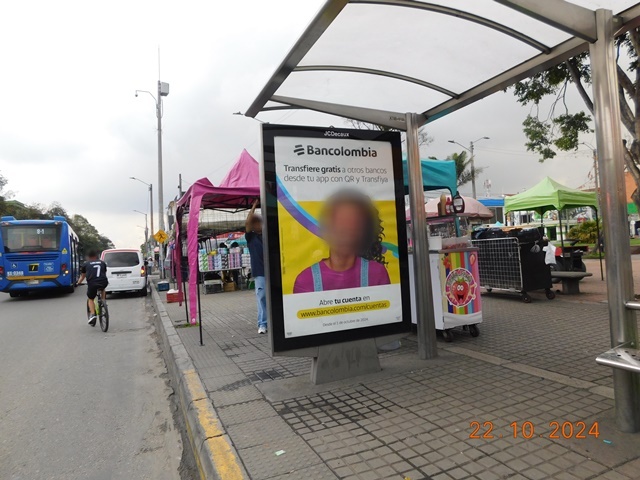 JCDecaux
Bancolombia
Transfiere gratis a otros bancos
desde tu app con QR y Transfiya
Abre tu cuenta en
www.bancolombia.com/cuentas
22 10 2024